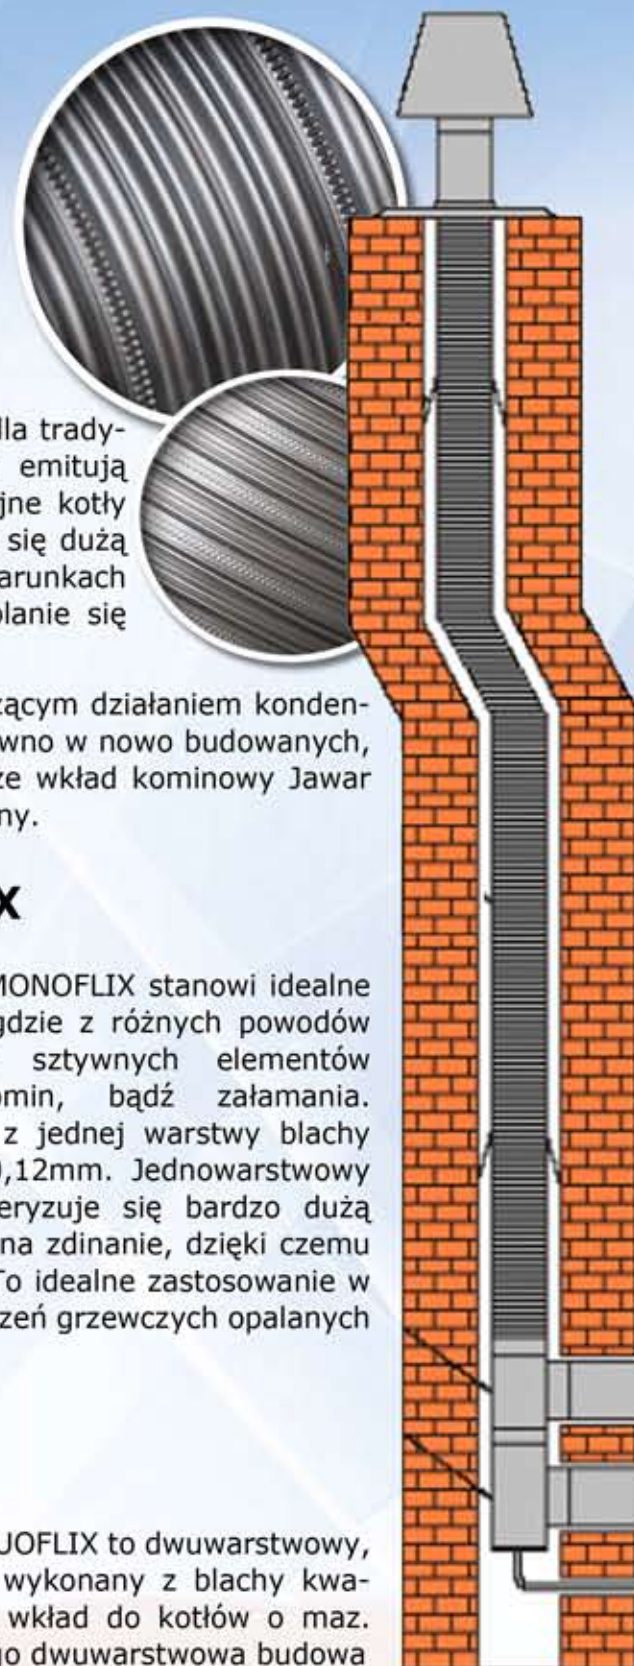 dla trady-
emitują
jne kotły
się dużą
arunkach
olanie się
zącym działaniem konden-
wno w nowo budowanych,
że wkład kominowy Jawar
ny.
X
MONOFLIX stanowi idealne
gdzie z różnych powodów
sztywnych elementów
omin, bądź załamania.
z jednej warstwy blachy
0,12mm. Jednowarstwowy
eryzuje się bardzo dużą
na zdinanie, dzięki czemu
To idealne zastosowanie w
zeń grzewczych opalanych
UOFLIX to dwuwarstwowy,
wykonany z blachy kwa-
wkład do kotłów o maz.
go dwuwarstwowa budowa